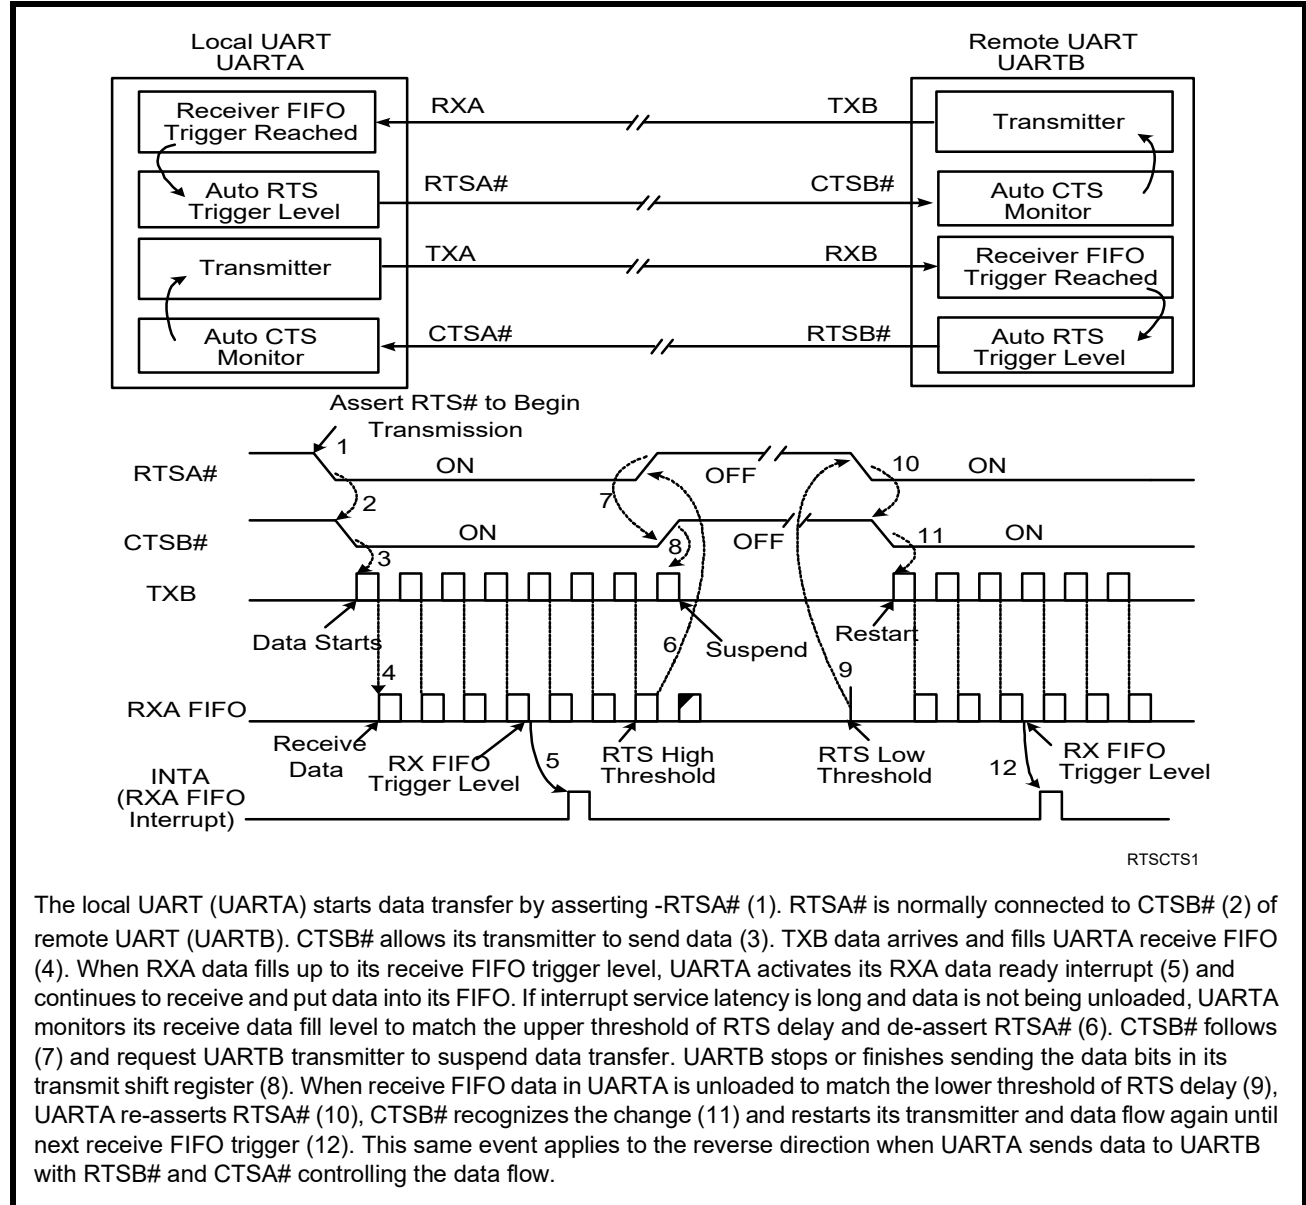 Local UART
UARTA
Remote UART
UARTB
Receiver FIFO
Trigger Reached
RXA
TXB
Transmitter
Auto RTS
Trigger Level
RTSA#
CTSB#
Auto CTS
Monitor
Transmitter
TXA
RXB
Receiver FIFO
Trigger Reached
Auto CTS
Monitor
CTSA#
RTSB#
Auto RTS
Trigger Level
Assert RTS# to Begin
Transmission
1
RTSA#
ON
OFF
10
ON
2
7
CTSB#
ON
8
OFF
11
ON
3
TXB
Data Starts
6
Suspend
Restart
4
9
RXA FIFO
Receive
Data
RX FIFO
Trigger Level
5
RTS High
Threshold
RTS Low
Threshold
12
RX FIFO
Trigger Level
INTA
(RXA FIFO
Interrupt)
RTSCTS1
The local UART (UARTA) starts data transfer by asserting -RTSA# (1). RTSA# is normally connected to CTSB# (2) of
remote UART (UARTB). CTSB# allows its transmitter to send data (3). TXB data arrives and fills UARTA receive FIFO
(4). When RXA data fills up to its receive FIFO trigger level, UARTA activates its RXA data ready interrupt (5) and
continues to receive and put data into its FIFO. If interrupt service latency is long and data is not being unloaded, UARTA
monitors its receive data fill level to match the upper threshold of RTS delay and de-assert RTSA# (6). CTSB# follows
(7) and request UARTB transmitter to suspend data transfer. UARTB stops or finishes sending the data bits in its
transmit shift register (8). When receive FIFO data in UARTA is unloaded to match the lower threshold of RTS delay (9),
UARTA re-asserts RTSA# (10), CTSB# recognizes the change (11) and restarts its transmitter and data flow again until
next receive FIFO trigger (12). This same event applies to the reverse direction when UARTA sends data to UARTB
with RTSB# and CTSA# controlling the data flow.